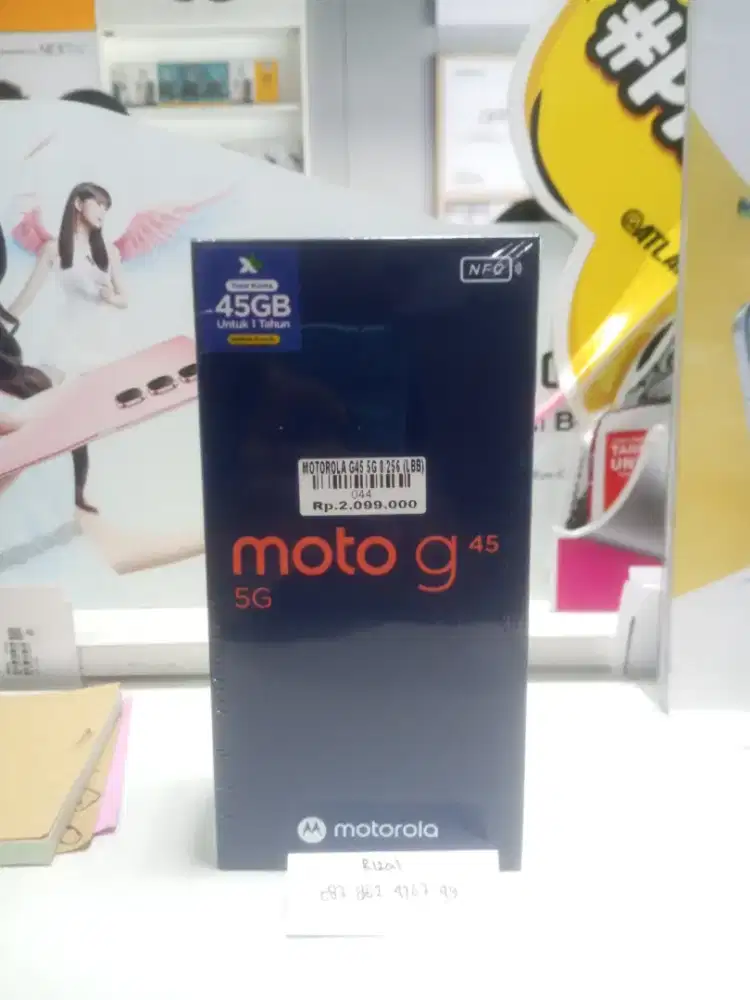 #P
@ATLA
NFC
45GB
Untuk 1 Tahun
MOTOROLA G45 5G 8 256 (LBB)
044
Rp.2.099.000
moto g 45
5G
motorola
Rizal